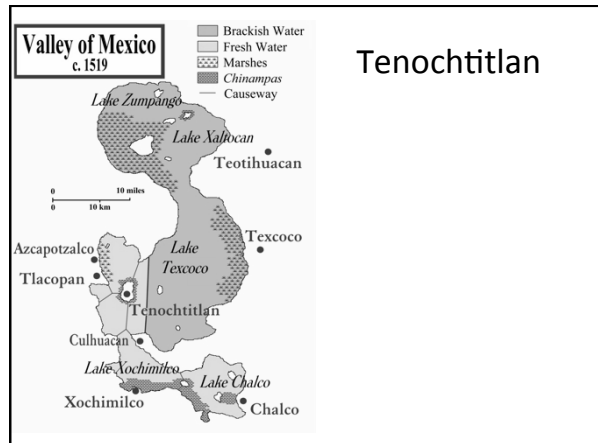 Valley of Mexico
c. 1519
Brackish Water
Fresh Water
Marshes
Chinampas
Causeway
Tenochtitlan
Lake Zumpango
Lake Xaltocan
Teotihuacan
0 10 miles
0 10 km
Azcapotzalco
Lake
Texcoco
Texcoco
Tlacopan
Tenochtitlan
Culhuacan
Lake Xochimilco
Lake Chalco
Xochimilco
Chalco